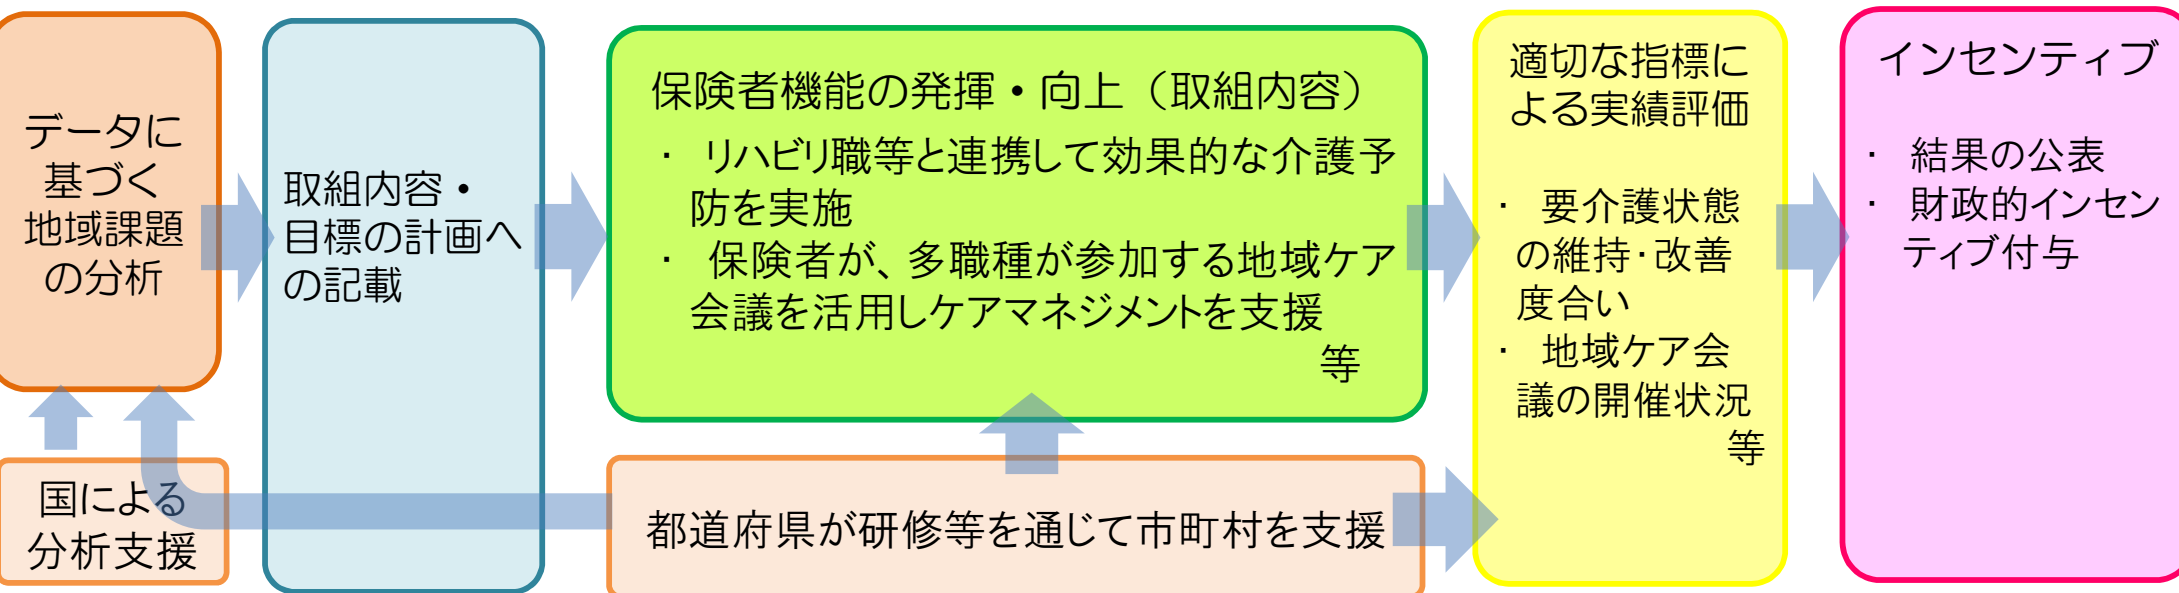 データに
基づく
地域課題
の分析
取組内容・
目標の計画へ
の記載
保険者機能の発揮・向上（取組内容）
・ リハビリ職等と連携して効果的な介護予
防を実施
・ 保険者が、多職種が参加する地域ケア
会議を活用しケアマネジメントを支援
等
適切な指標に
よる実績評価
・ 要介護状態
の維持･改善
度合い
・ 地域ケア会
議の開催状況
等
インセンティブ
・ 結果の公表
・ 財政的インセン
ティブ付与
国による
分析支援
都道府県が研修等を通じて市町村を支援